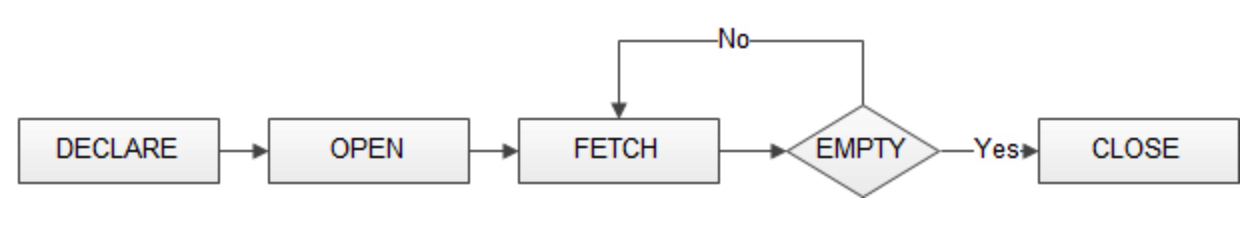 No
DECLARE
OPEN
FETCH
EMPTY
Yes
CLOSE